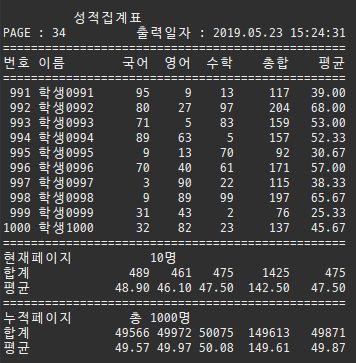 성적집계표
PAGE : 34 출력일자 : 2019.05.23 15:24:31
=================================================
번호 이름 국어 영어 수학 총합 평균
=================================================
991 학생0991 95 9 13 117 39.00
992 학생0992 80 27 97 204 68.00
993 학생0993 71 5 83 159 53.00
994 학생0994 89 63 5 157 52.33
995 학생0995 9 13 70 92 30.67
996 학생0996 70 40 61 171 57.00
997 학생0997 3 90 22 115 38.33
998 학생0998 9 89 99 197 65.67
999 학생0999 31 43 2 76 25.33
1000 학생1000 32 82 23 137 45.67
=================================================
현재페이지 10명
합계 489 461 475 1425 475
평균 48.90 46.10 47.50 142.50 47.50
=================================================
누적페이지 총 1000명
합계 49566 49972 50075 149613 49871
평균 49.57 49.97 50.08 149.61 49.87